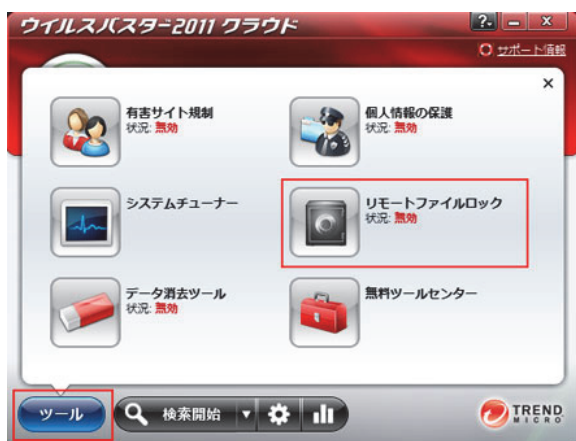 ウイルスバスター2011 クラウド
?
サポート情報
有害サイト規制
状況: 無効
個人情報の保護
状況: 無効
システムチューナー
リモートファイルロック
状況: 無効
データ消去ツール
状況: 無効
無料ツールセンター
ツール
検索開始
TREND
MICRO